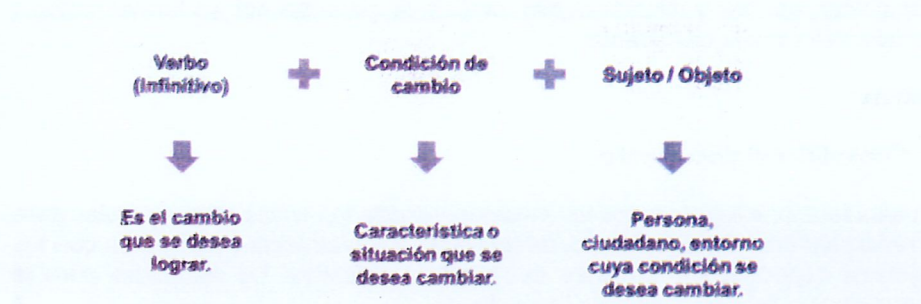 Verbo
(Infinitivo)
+
Condición de
cambio
+
Sujeto / Objeto
Es el cambio
que se desea
lograr.
Característica o
situación que se
desea cambiar.
Persona,
ciudadano, entorno
cuya condición se
desea cambiar.